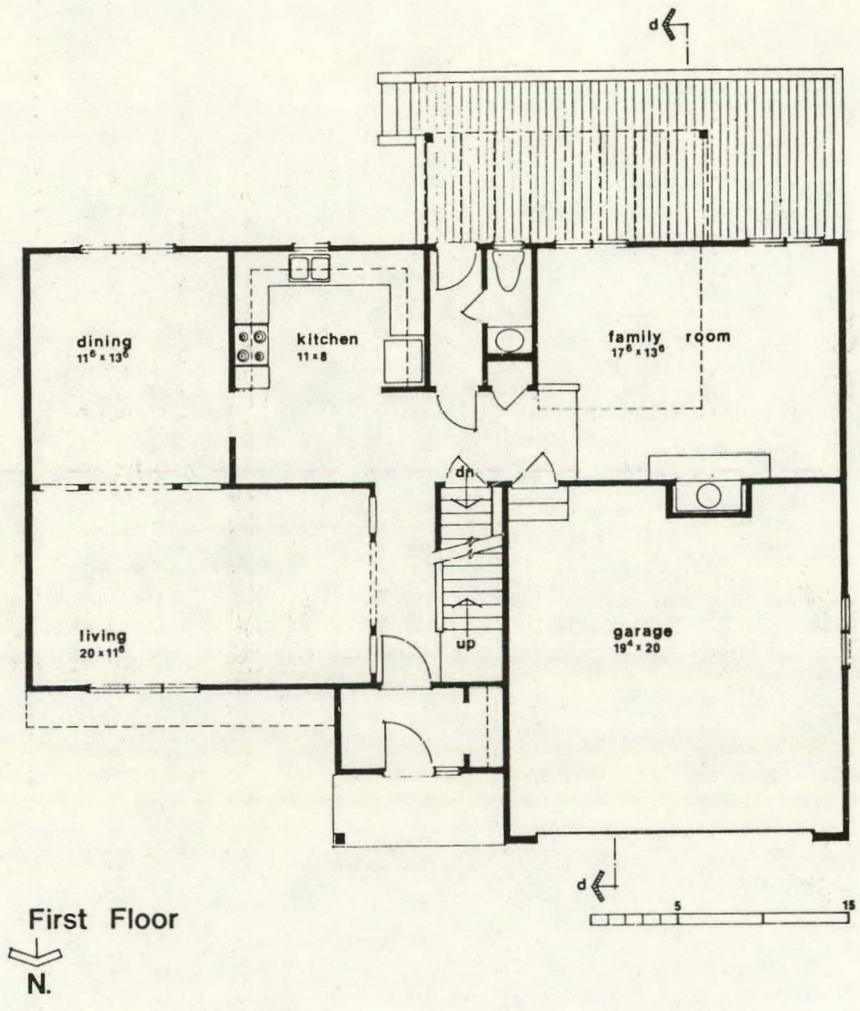 d
dining
11⁶ x 13⁶
kitchen
11 x 8
family room
17⁶ x 13⁶
dn
living
20 x 11⁶
up
garage
19⁴ x 20
d
First Floor
5
15
N.